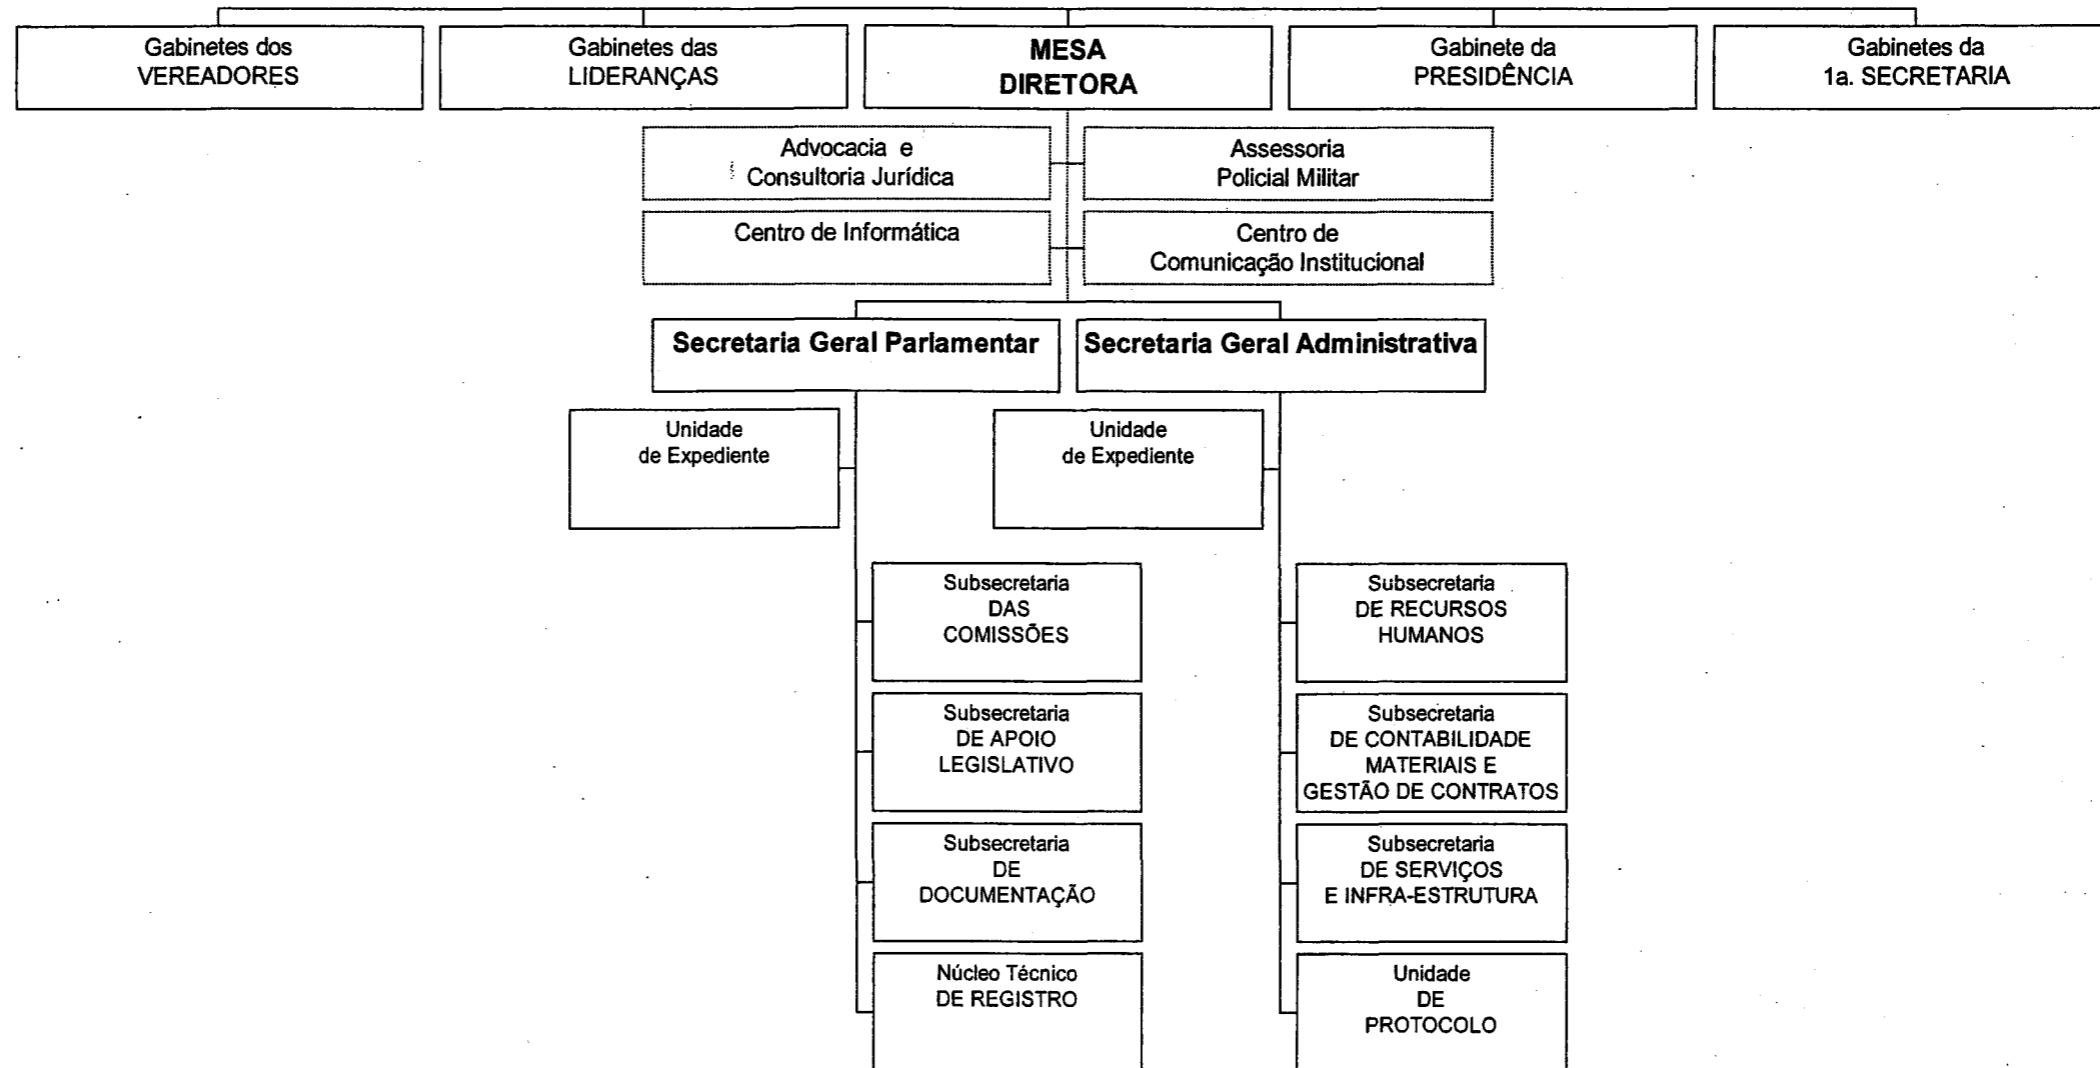 Gabinetes dos
VEREADORES
Gabinetes das
LIDERANÇAS
MESA
DIRETORA
Gabinete da
PRESIDÊNCIA
Gabinetes da
1a. SECRETARIA
Advocacia e
Consultoria Jurídica
Assessoria
Policial Militar
Centro de Informática
Centro de
Comunicação Institucional
Secretaria Geral Parlamentar
Secretaria Geral Administrativa
Unidade
de Expediente
Unidade
de Expediente
Subsecretaria
DAS
COMISSÕES
Subsecretaria
DE RECURSOS
HUMANOS
Subsecretaria
DE APOIO
LEGISLATIVO
Subsecretaria
DE CONTABILIDADE
MATERIAIS E
GESTÃO DE CONTRATOS
Subsecretaria
DE
DOCUMENTAÇÃO
Subsecretaria
DE SERVIÇOS
E INFRA-ESTRUTURA
Núcleo Técnico
DE REGISTRO
Unidade
DE
PROTOCOLO